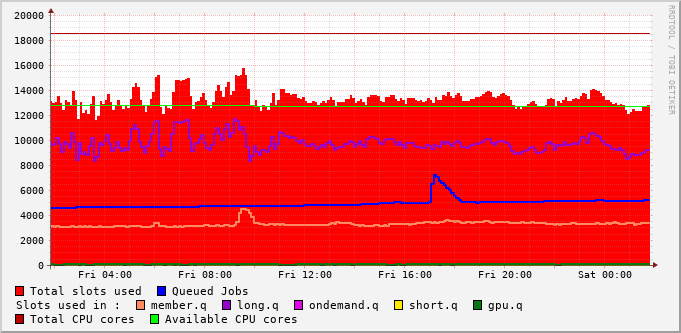 20000
18000
16000
14000
12000
10000
8000
6000
4000
2000
0
Fri 04:00 Fri 08:00 Fri 12:00 Fri 16:00 Fri 20:00 Sat 00:00
Total slots used Queued Jobs
Slots used in : member.q long.q ondemand.q short.q gpu.q
Total CPU cores Available CPU cores
RRDTOOL / TOBI OETIKER